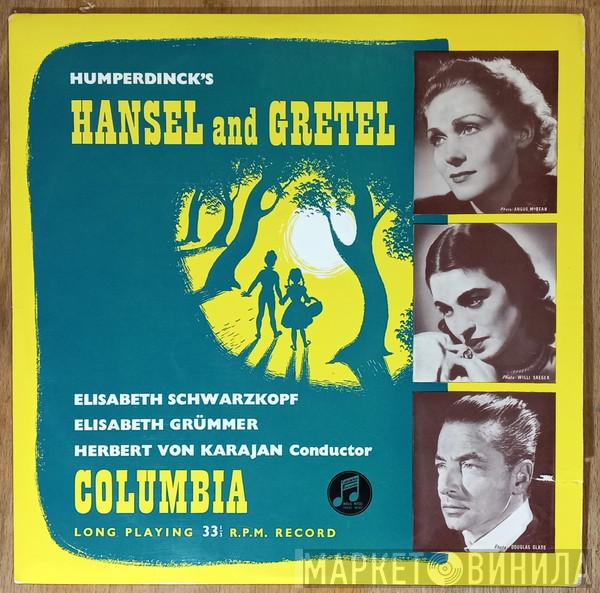 HUMPERDINCK'S
HANSEL and GRETEL
Photo: ANGUS McBEAN
Photo: WILLI SAEGER
ELISABETH SCHWARZKOPF
ELISABETH GRÜMMER
HERBERT VON KARAJAN Conductor
COLUMBIA
LONG PLAYING 33⅓ R.P.M. RECORD
Photo: DOUGLAS GLASS
МАРКЕТ ВИНИЛА